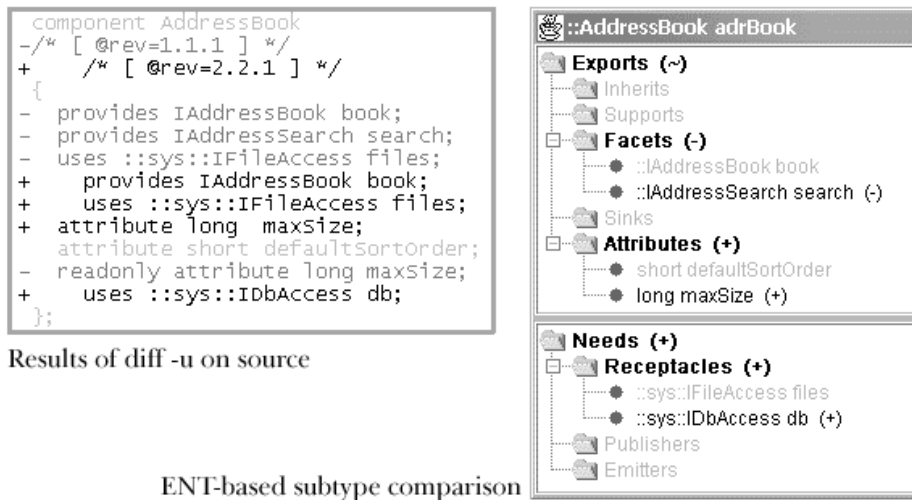 component AddressBook
-/* [ @rev=1.1.1 ] */
+     /* [ @rev=2.2.1 ] */
{
-  provides IAddressBook book;
-  provides IAddressSearch search;
-  uses ::sys::IFileAccess files;
+     provides IAddressBook book;
+     uses ::sys::IFileAccess files;
+  attribute long  maxSize;
attribute short defaultSortOrder;
-  readonly attribute long maxSize;
+     uses ::sys::IDbAccess db;
};
Results of diff -u on source
::AddressBook adrBook
Exports (~)
Inherits
Supports
Facets (-)
::IAddressBook book
::IAddressSearch search (-)
Sinks
Attributes (+)
short defaultSortOrder
long maxSize (+)
Needs (+)
Receptacles (+)
::sys::IFileAccess files
::sys::IDbAccess db (+)
Publishers
Emitters
ENT-based subtype comparison